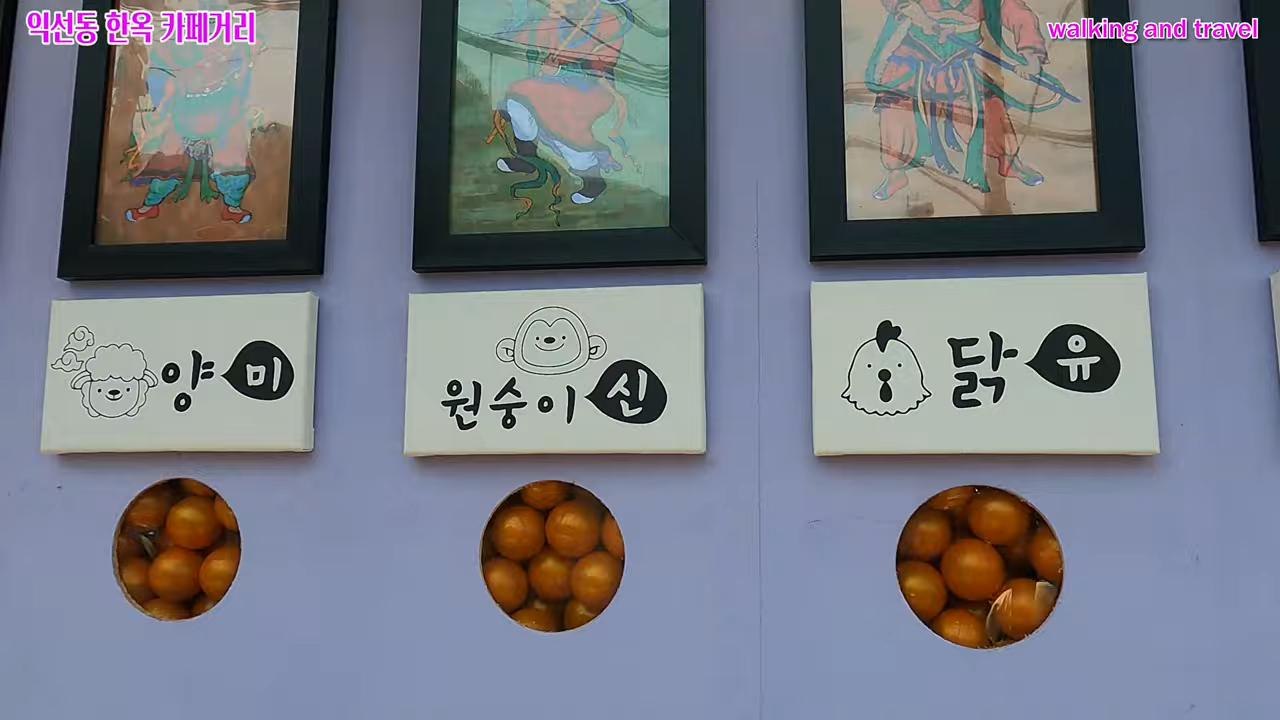 익선동 한옥 카페거리
walking and travel
양 미
원숭이 신
닭 유